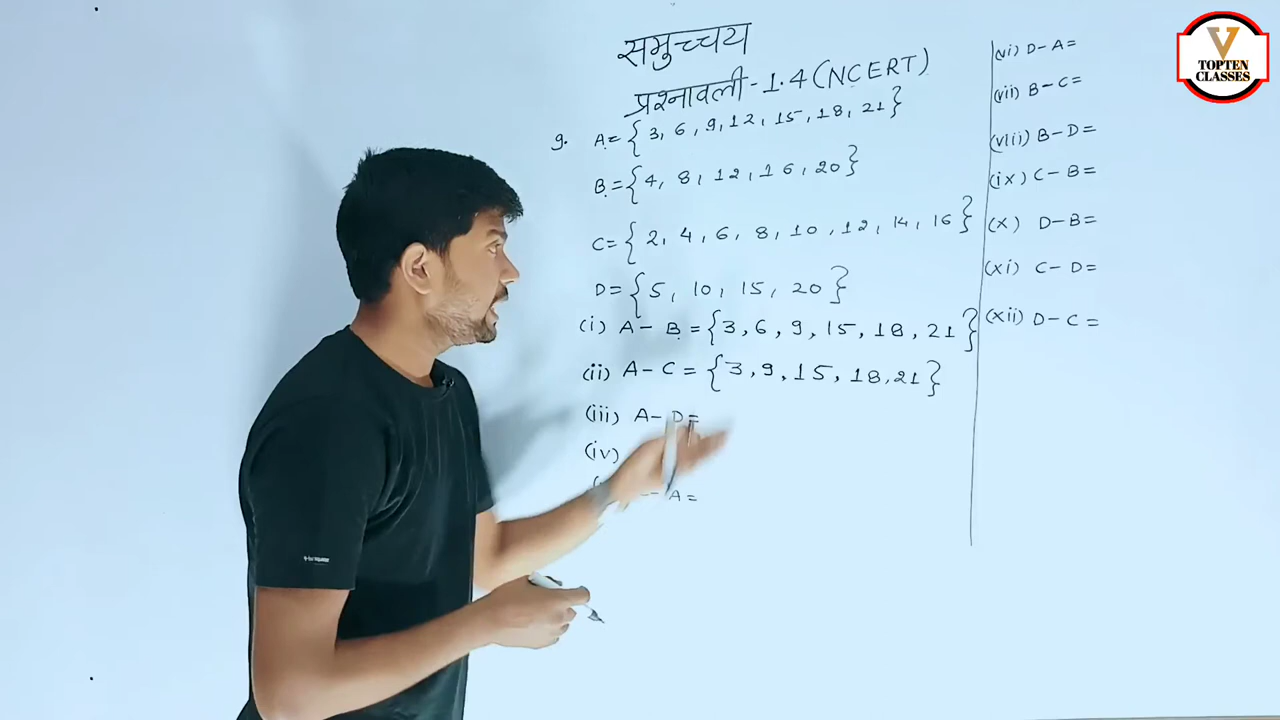 समुच्चय
प्रश्नावली-1.4 (NCERT)
9. A = {3, 6, 9, 12, 15, 18, 21}
B = {4, 8, 12, 16, 20}
C = {2, 4, 6, 8, 10, 12, 14, 16}
D = {5, 10, 15, 20}
(i) A - B = {3, 6, 9, 15, 18, 21}
(ii) A - C = {3, 9, 15, 18, 21}
(iii) A - D =
(iv)
- A =
(vi) D - A =
(vii) B - C =
(viii) B - D =
(ix) C - B =
(x) D - B =
(xi) C - D =
(xii) D - C =
V
TOPTEN
CLASSES